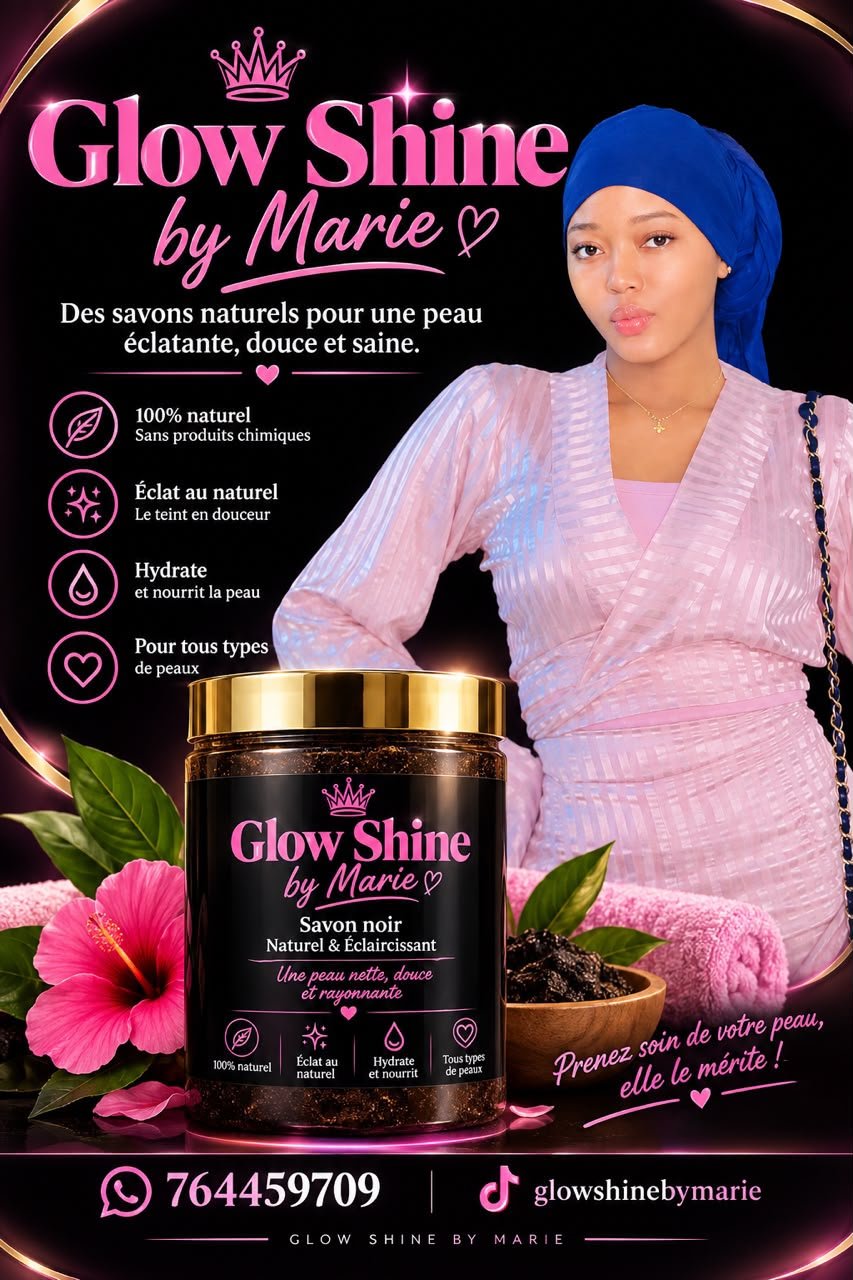 Glow Shine
by Marie
Des savons naturels pour une peau
éclatante, douce et saine.
100% naturel
Sans produits chimiques
Éclat au naturel
Le teint en douceur
Hydrate
et nourrit la peau
Pour tous types
de peaux
Glow Shine
by Marie
Savon noir
Naturel & Éclaircissant
Une peau nette, douce
et rayonnante
100% naturel
Éclat au
naturel
Hydrate
et nourrit
Tous types
de peaux
Prenez soin de votre peau,
elle le mérite !
764459709
glowshinebymarie
GLOW SHINE BY MARIE